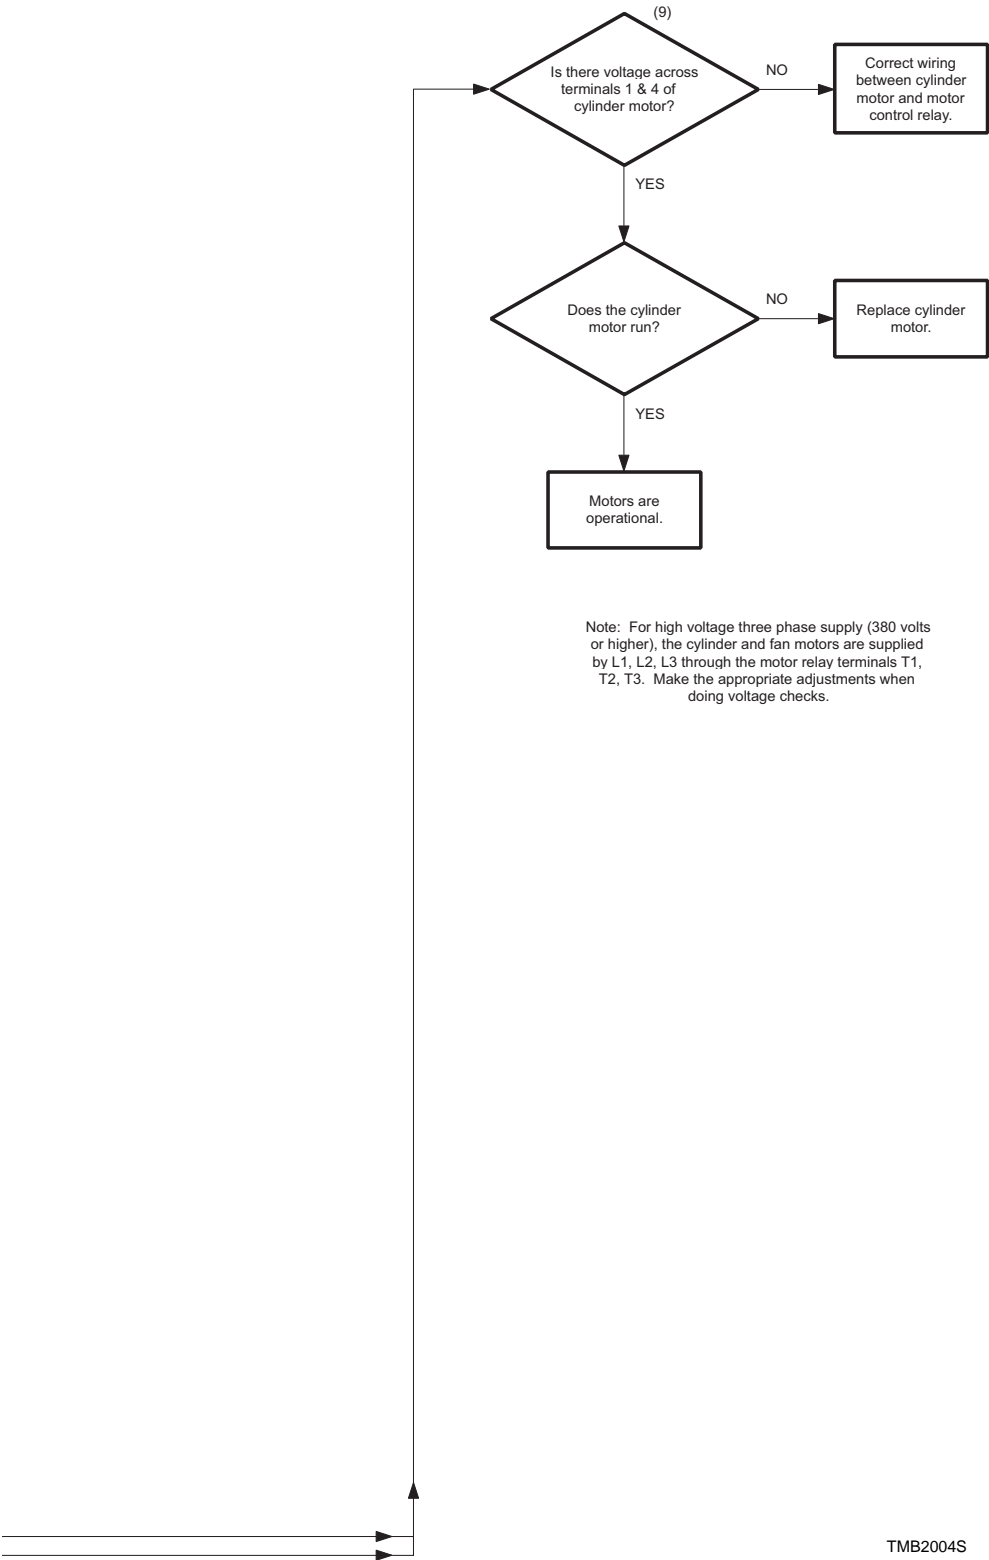 (9)
Is there voltage across
terminals 1 & 4 of
cylinder motor?
NO
Correct wiring
between cylinder
motor and motor
control relay.
YES
Does the cylinder
motor run?
NO
Replace cylinder
motor.
YES
Motors are
operational.
Note:  For high voltage three phase supply (380 volts
or higher), the cylinder and fan motors are supplied
by L1, L2, L3 through the motor relay terminals T1,
T2, T3.  Make the appropriate adjustments when
doing voltage checks.
TMB2004S